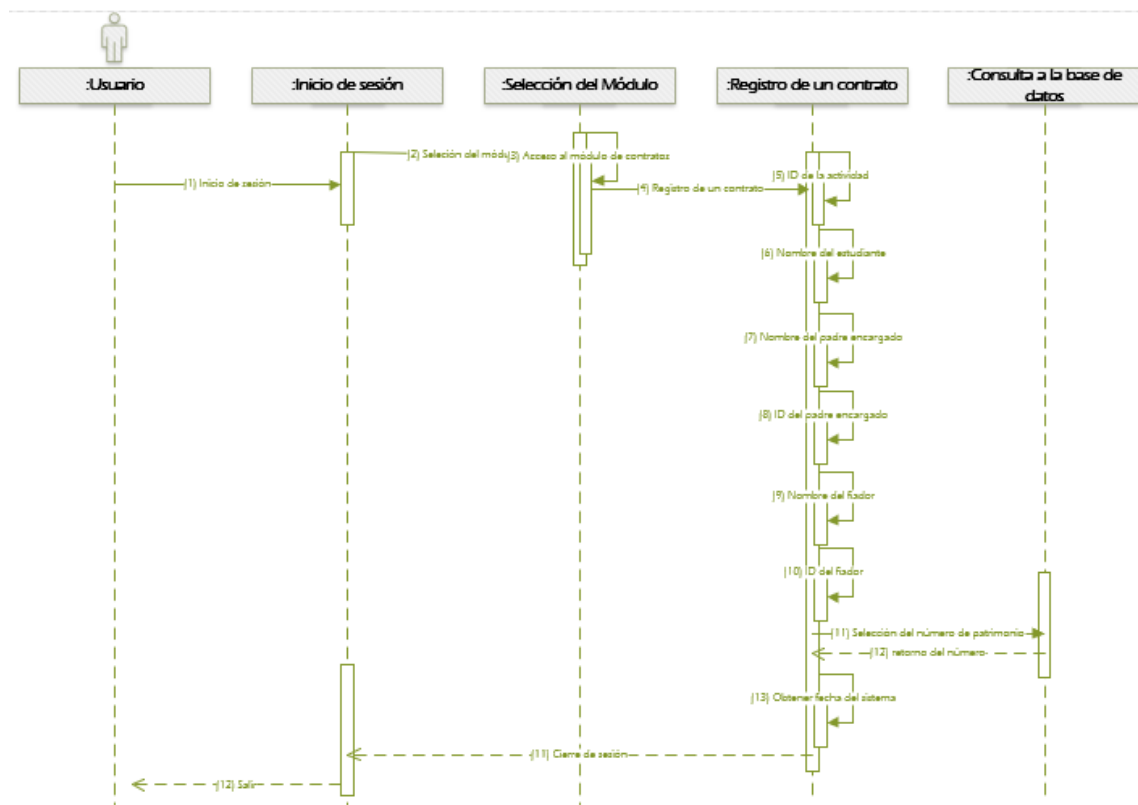 :Usuario
:Inicio de sesión
:Selección del Módulo
:Registro de un contrato
:Consulta a la base de
datos
(1) Inicio de sesión
(2) Seleción del módu
(3) Acceso al módulo de contratos
(4) Registro de un contrato
(5) ID de la actividad
(6) Nombre del estudiante
(7) Nombre del padre encargado
(8) ID del padre encargado
(9) Nombre del fiador
(10) ID del fiador
(11) Selección del número de patrimonio
(12) retorno del número
(13) Obtener fecha del sistema
(11) Cierre de sesión
(12) Salir